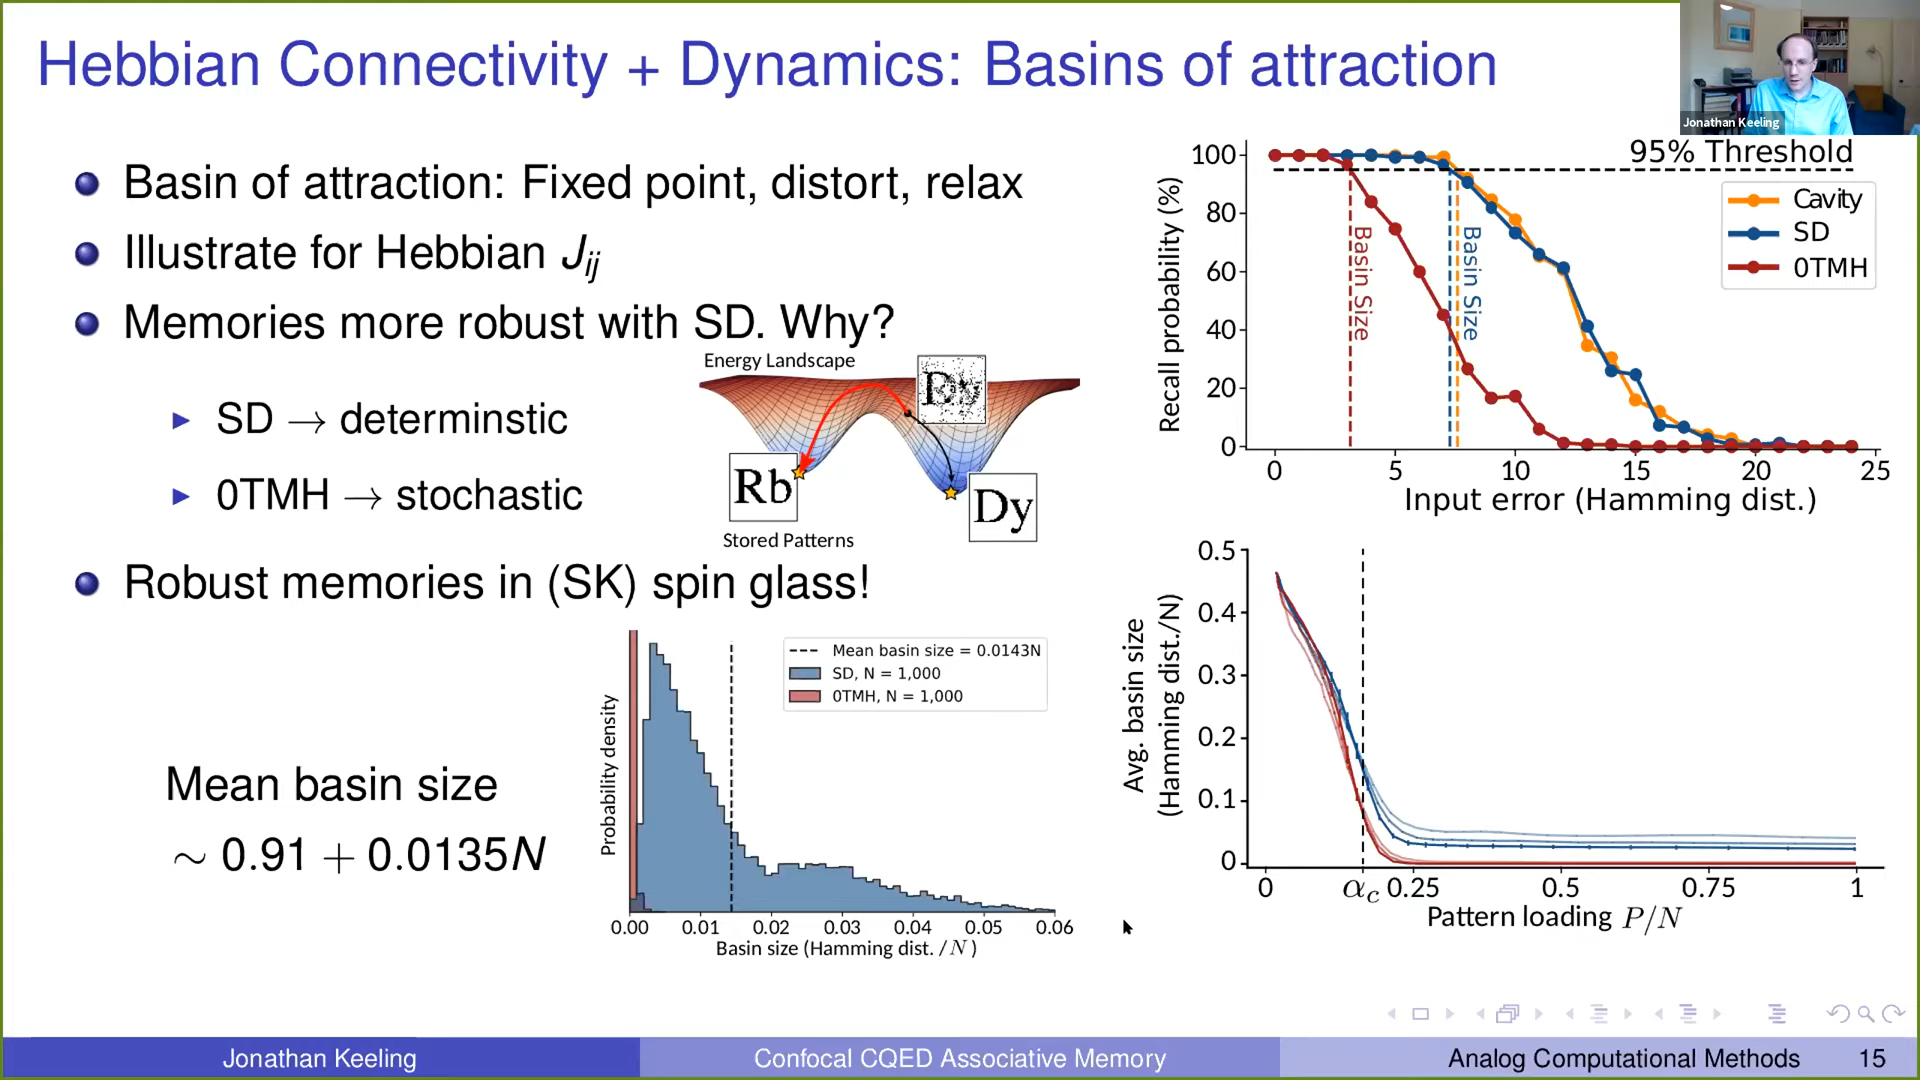 Hebbian Connectivity + Dynamics: Basins of attraction
Jonathan Keeling
Basin of attraction: Fixed point, distort, relax
Illustrate for Hebbian Jij
Memories more robust with SD. Why?
SD → determinstic
0TMH → stochastic
Energy Landscape
Dy
Rb
Dy
Stored Patterns
Robust memories in (SK) spin glass!
Mean basin size
∼ 0.91 + 0.0135N
Probability density
Mean basin size = 0.0143N
SD, N = 1,000
0TMH, N = 1,000
0.00 0.01 0.02 0.03 0.04 0.05 0.06
Basin size (Hamming dist. / N)
95% Threshold
Recall probability (%)
100
80
60
40
20
0
Cavity
SD
0TMH
Basin Size
Basin Size
0 5 10 15 20 25
Input error (Hamming dist.)
Avg. basin size
(Hamming dist./N)
0.5
0.4
0.3
0.2
0.1
0
0 αc 0.25 0.5 0.75 1
Pattern loading P/N
Jonathan Keeling
Confocal CQED Associative Memory
Analog Computational Methods
15